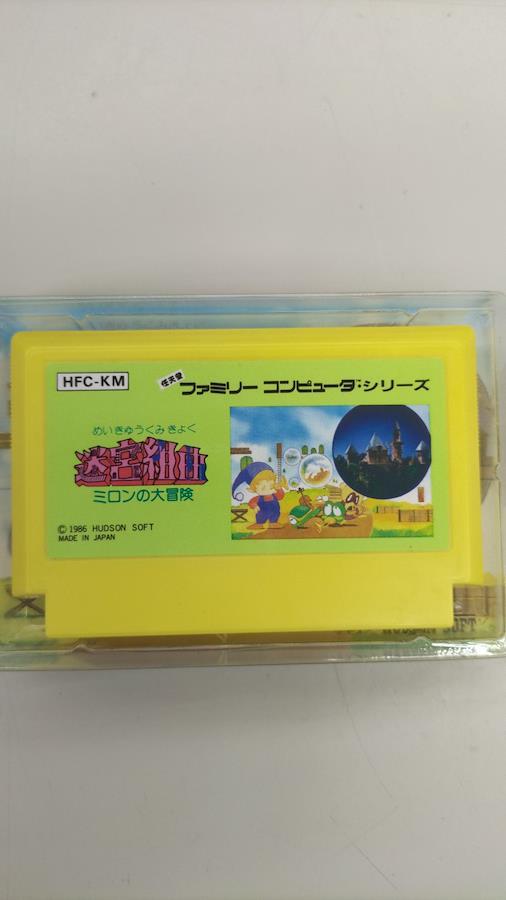 HFC-KM
任天堂
ファミリー コンピュータ シリーズ
めいきゅうくみきょく
迷宮組曲
ミロンの大冒険
© 1986 HUDSON SOFT
MADE IN JAPAN
HUDSON SOFT